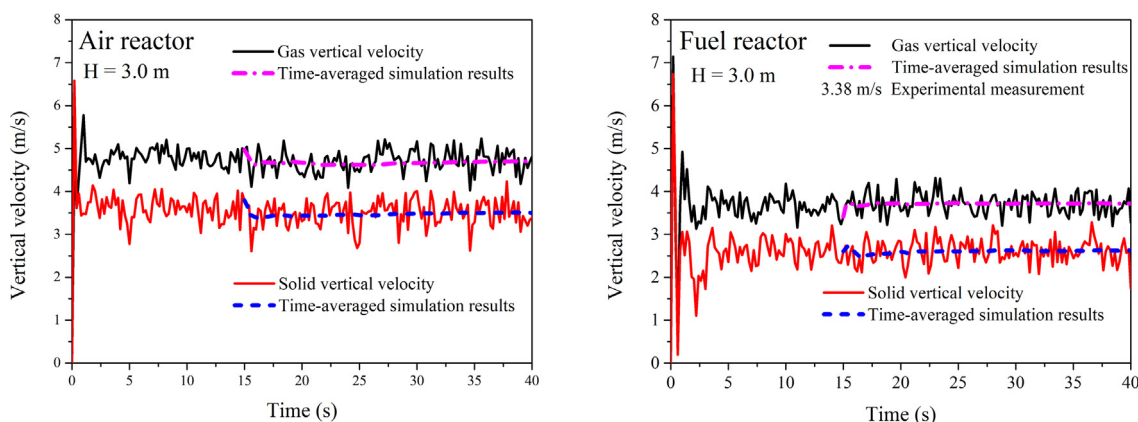 Air reactor
H = 3.0 m
Gas vertical velocity
Time-averaged simulation results
Solid vertical velocity
Time-averaged simulation results
Vertical velocity (m/s)
8
7
6
5
4
3
2
1
0
0 5 10 15 20 25 30 35 40
Time (s)
Fuel reactor
H = 3.0 m
Gas vertical velocity
Time-averaged simulation results
3.38 m/s Experimental measurement
Solid vertical velocity
Time-averaged simulation results
Vertical velocity (m/s)
8
7
6
5
4
3
2
1
0
0 5 10 15 20 25 30 35 40
Time (s)